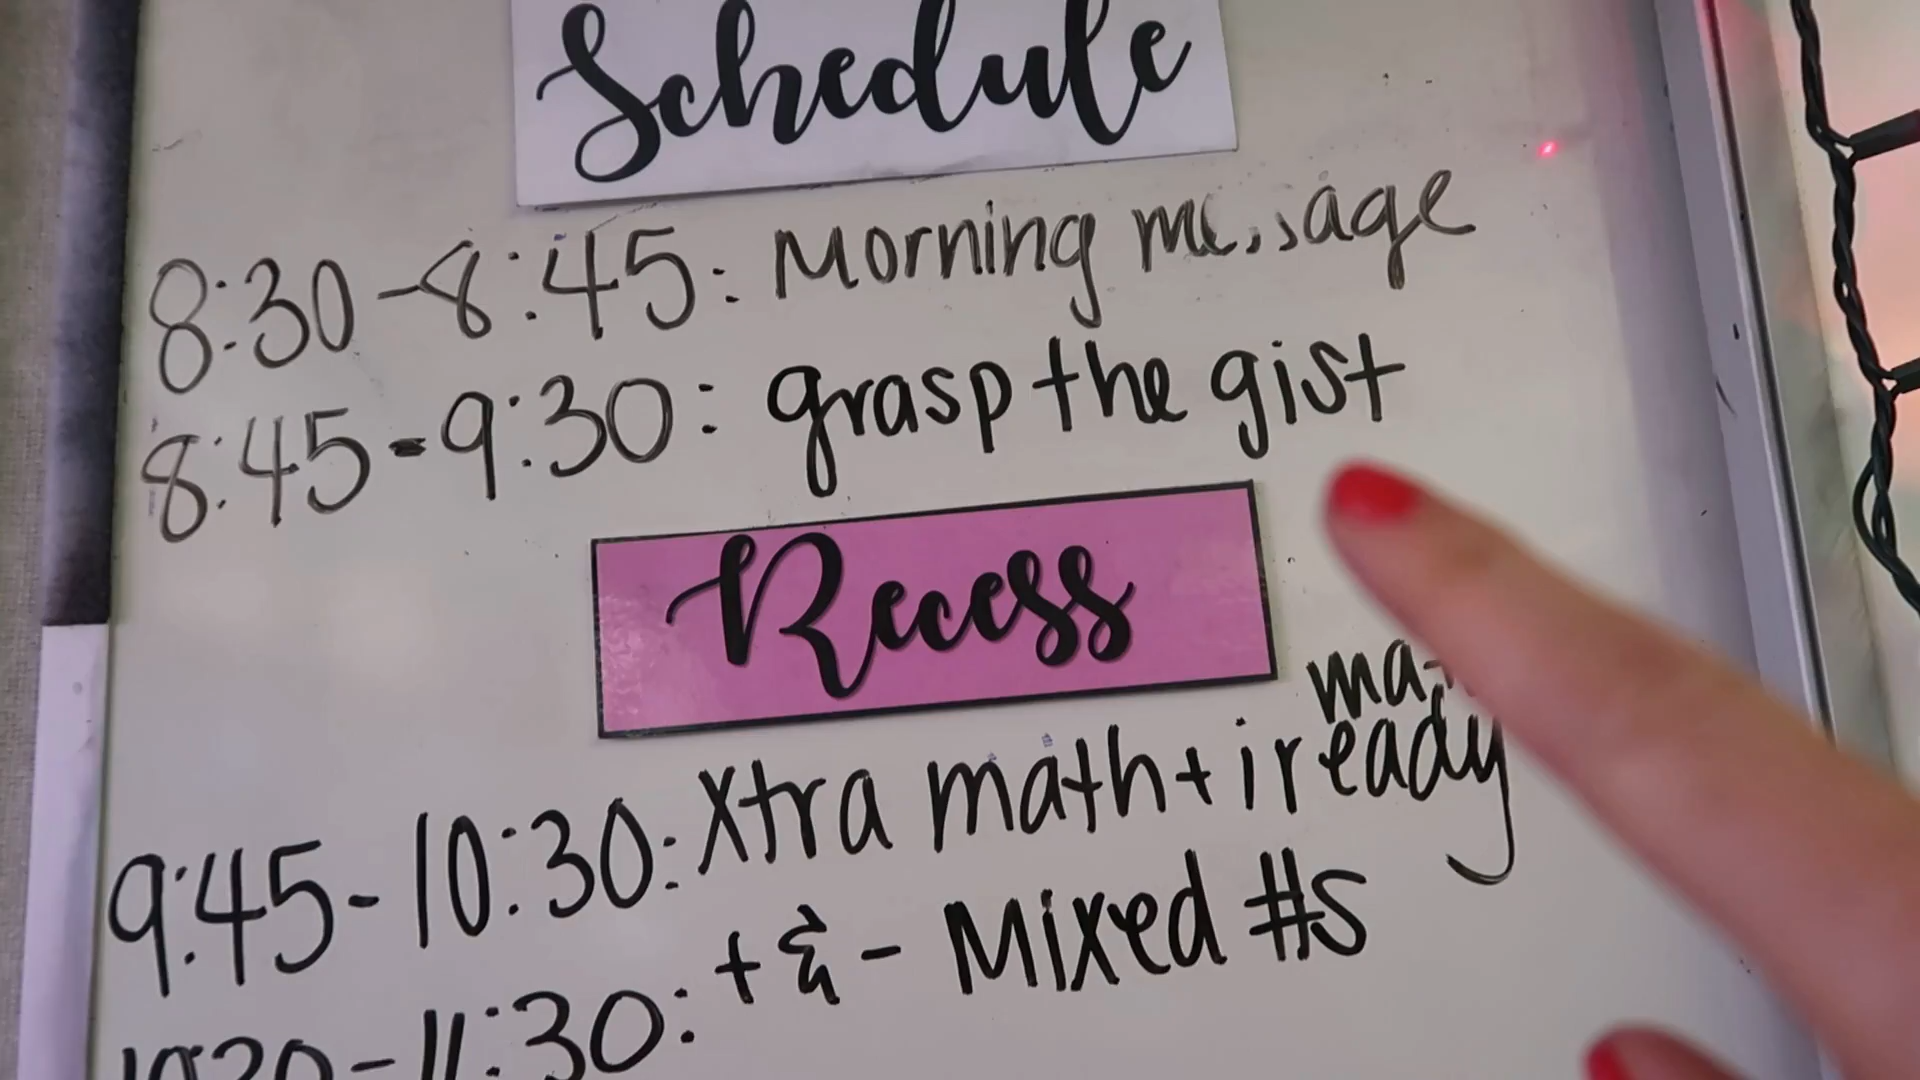 Schedule
8:30-8:45: Morning message
8:45-9:30: grasp the gist
Recess
9:45-10:30: Xtra math + iready
10:30-11:30: + & - Mixed #s